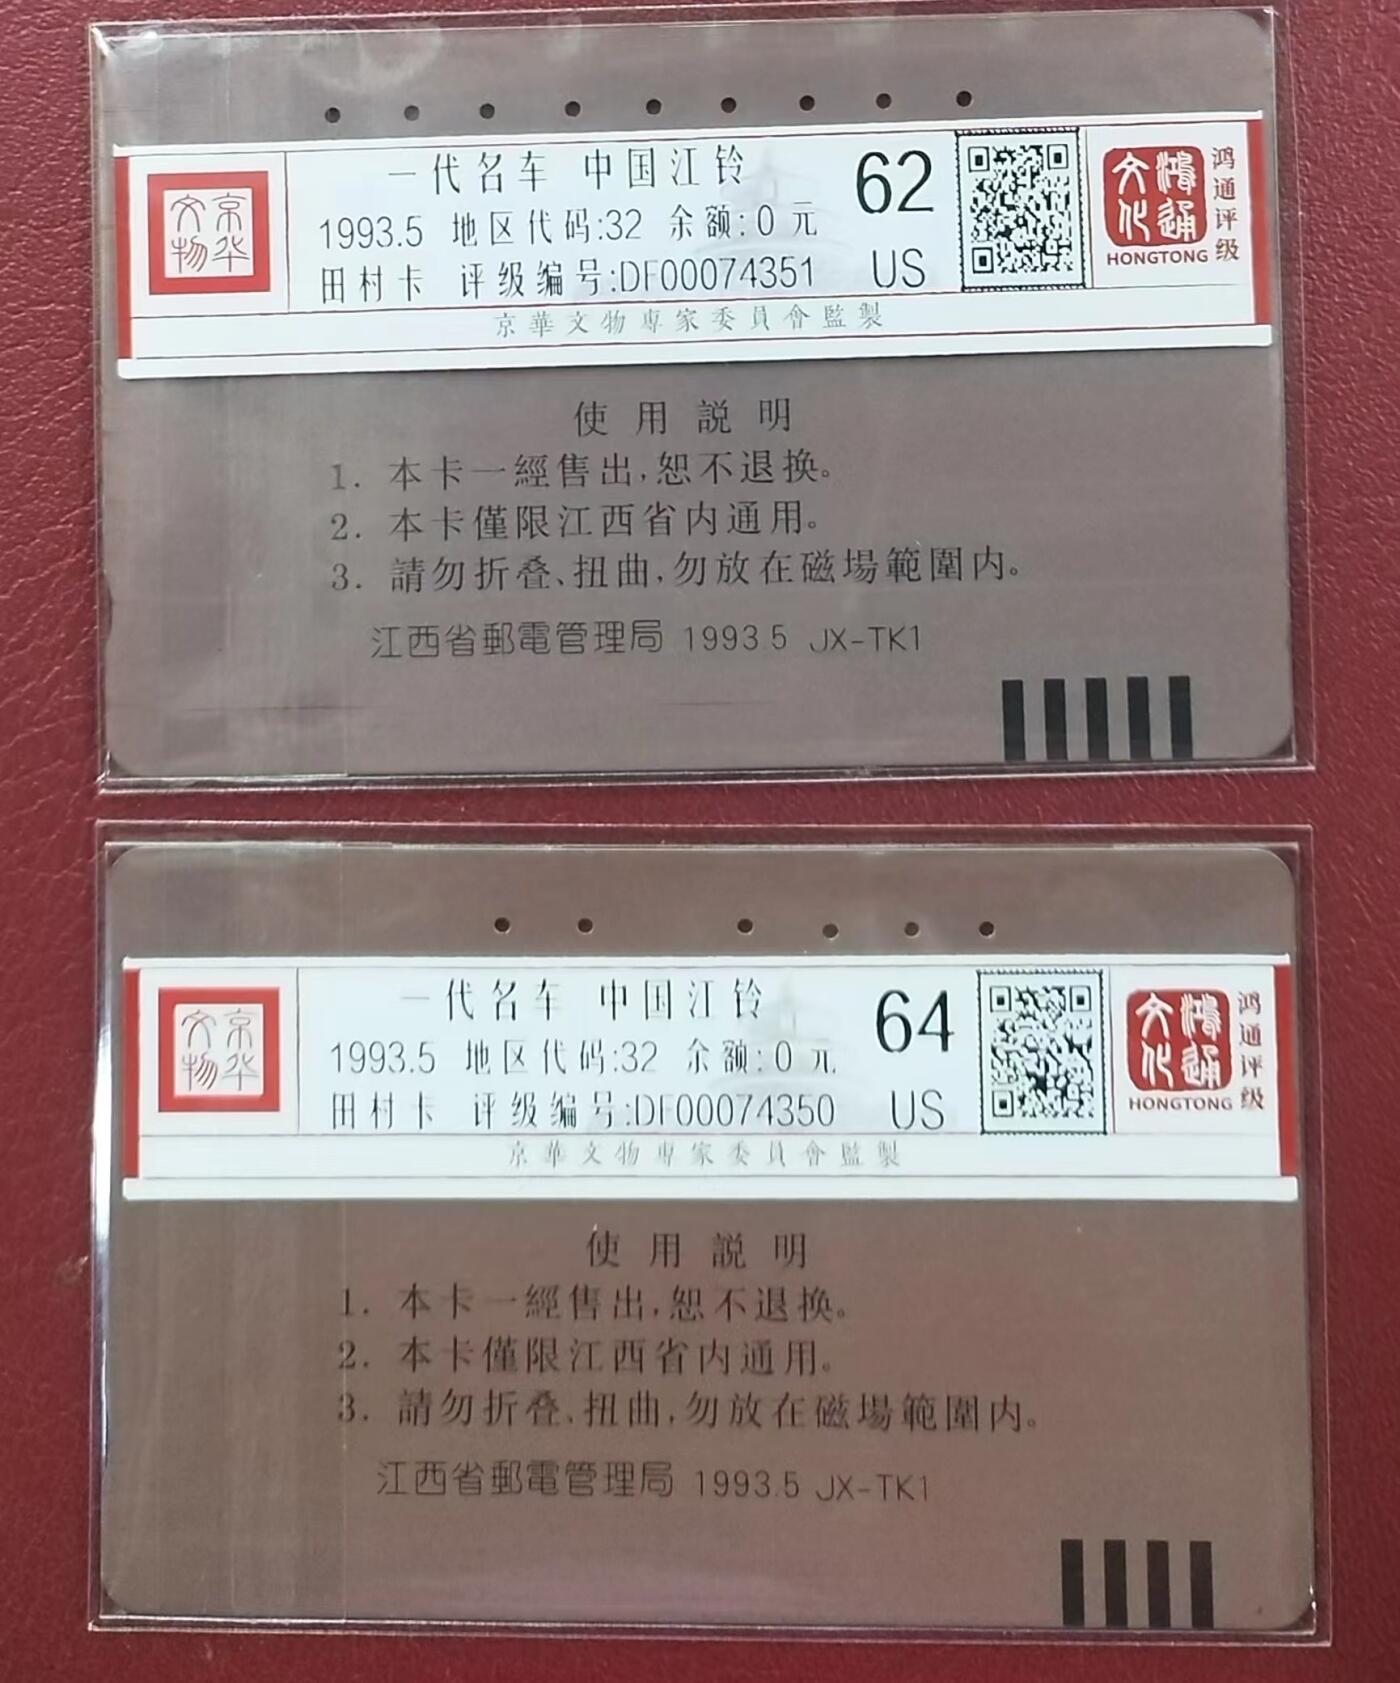 京华
文物
一代名车 中国江铃
1993.5 地区代码:32 余额:0元
田村卡 评级编号:DF00074351
62
US
鸿通
文化
HONGTONG
鸿通评级
京華文物專家委員會監製
使用説明
1. 本卡一經售出,恕不退换。
2. 本卡僅限江西省内通用。
3. 請勿折叠、扭曲,勿放在磁場範圍内。
江西省郵電管理局 1993.5 JX-TK1
京华
文物
一代名车 中国江铃
1993.5 地区代码:32 余额:0元
田村卡 评级编号:DF00074350
64
US
鸿通
文化
HONGTONG
鸿通评级
京華文物專家委員會監製
使用説明
1. 本卡一經售出,恕不退换。
2. 本卡僅限江西省内通用。
3. 請勿折叠、扭曲,勿放在磁場範圍内。
江西省郵電管理局 1993.5 JX-TK1